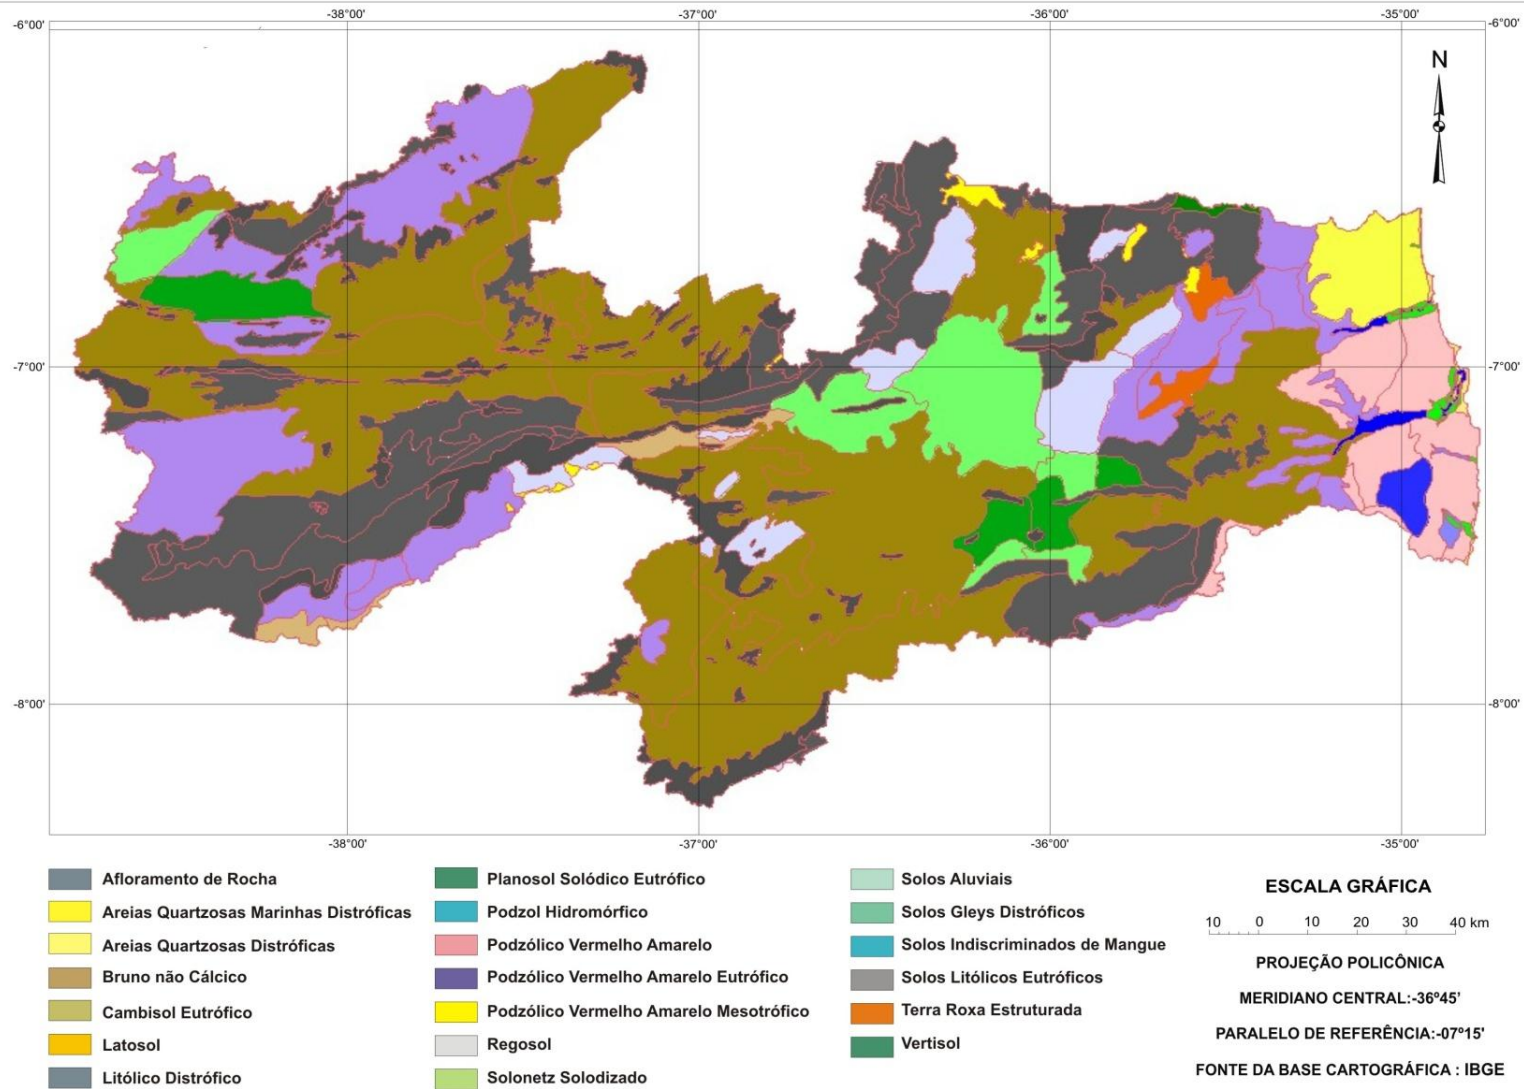 -38°00' -37°00' -36°00' -35°00'
-6°00' -6°00'
N
-7°00' -7°00'
-8°00' -8°00'
-38°00' -37°00' -36°00' -35°00'
Afloramento de Rocha
Areias Quartzosas Marinhas Distróficas
Areias Quartzosas Distróficas
Bruno não Cálcico
Cambisol Eutrófico
Latosol
Litólico Distrófico
Planosol Solódico Eutrófico
Podzol Hidromórfico
Podzólico Vermelho Amarelo
Podzólico Vermelho Amarelo Eutrófico
Podzólico Vermelho Amarelo Mesotrófico
Regosol
Solonetz Solodizado
Solos Aluviais
Solos Gleys Distróficos
Solos Indiscriminados de Mangue
Solos Litólicos Eutróficos
Terra Roxa Estruturada
Vertisol
ESCALA GRÁFICA
10 0 10 20 30 40 km
PROJEÇÃO POLICÔNICA
MERIDIANO CENTRAL:-36º45'
PARALELO DE REFERÊNCIA:-07º15'
FONTE DA BASE CARTOGRÁFICA : IBGE